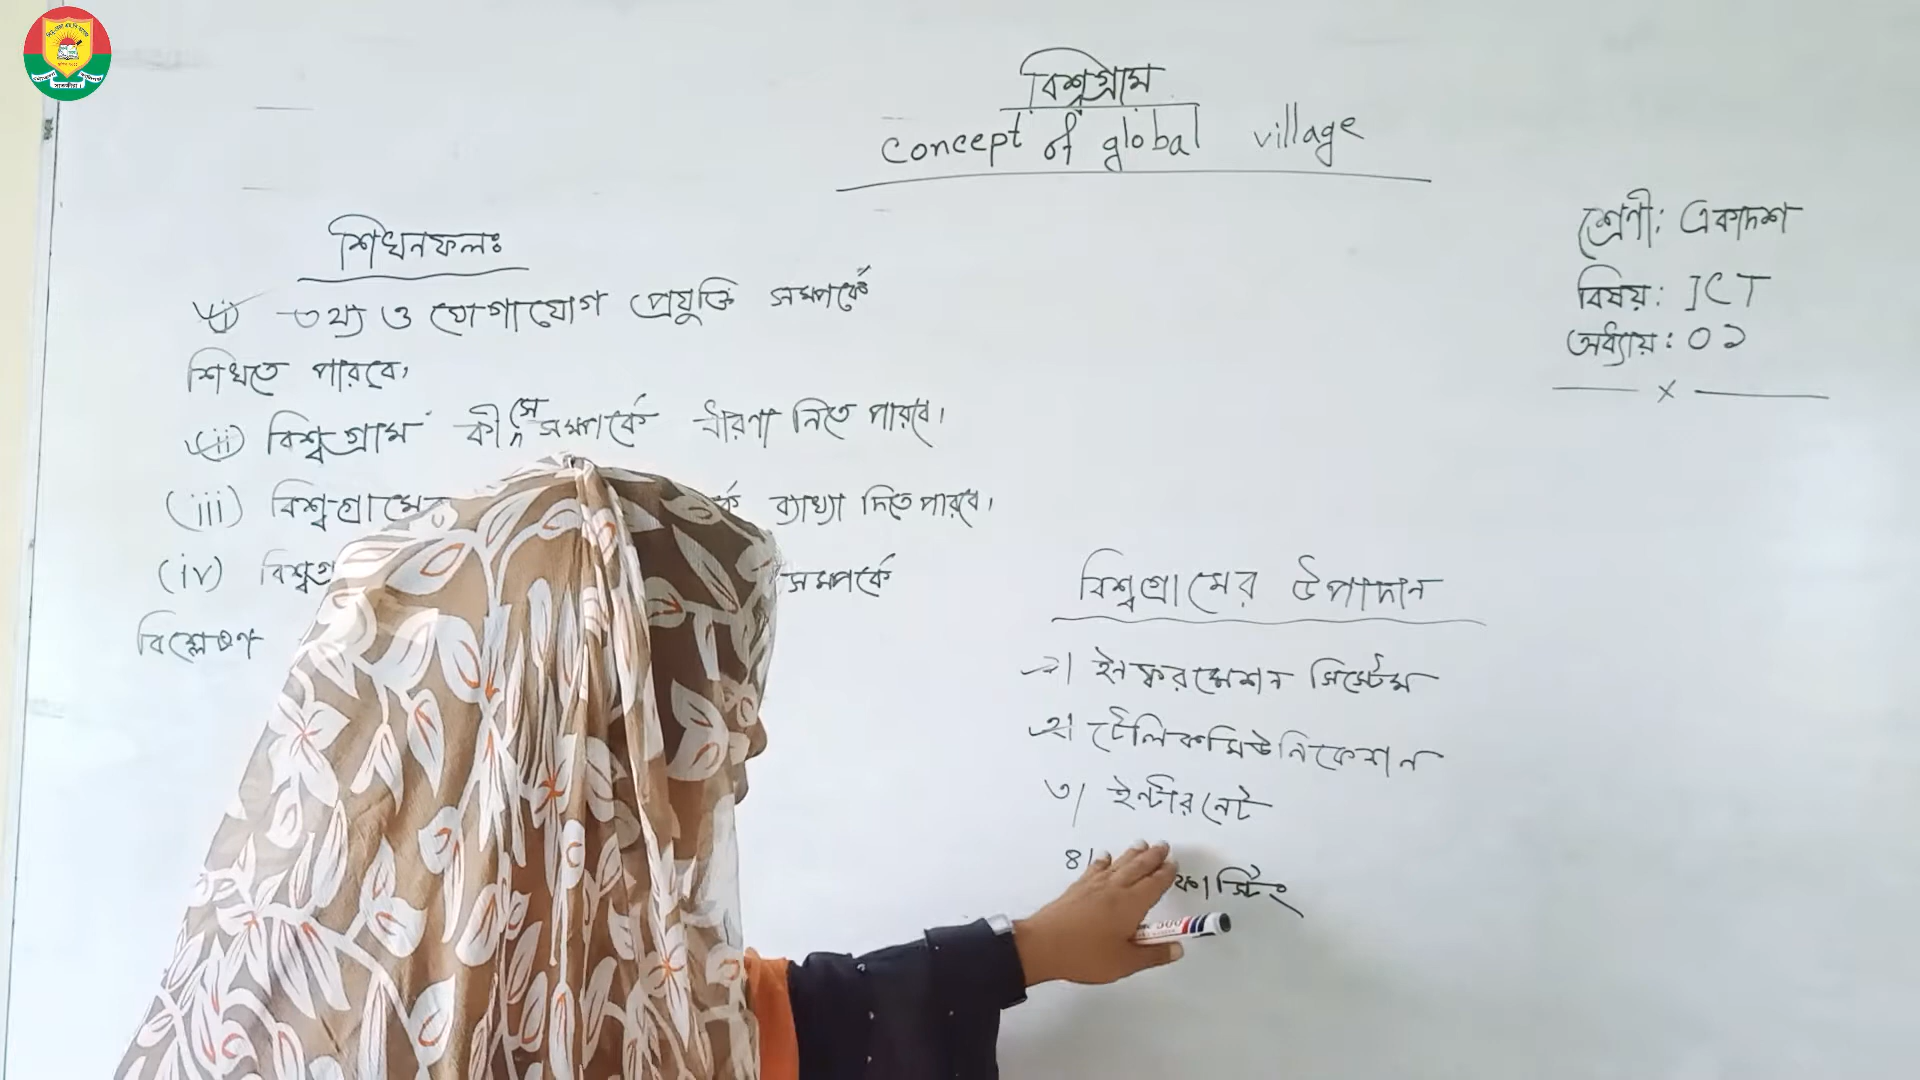 বিশ্বগ্রাম
concept of global village
শ্রেণী: একাদশ
বিষয়: ICT
অধ্যায়: ০১
x
শিখনফলঃ
(i) তথ্য ও যোগাযোগ প্রযুক্তি সম্পর্কে
শিখতে পারবে।
(ii) বিশ্বগ্রাম কী সে সম্পর্কে ধারণা নিতে পারবে।
(iii) বিশ্বগ্রামের ব্যাখ্যা দিতে পারবে।
(iv) সম্পর্কে
বিশ্লেষণ
বিশ্বগ্রামের উপাদান
১। ইনফরমেশন সিস্টেম
২। টেলিকমিউনিকেশন
৩। ইন্টারনেট
৪।